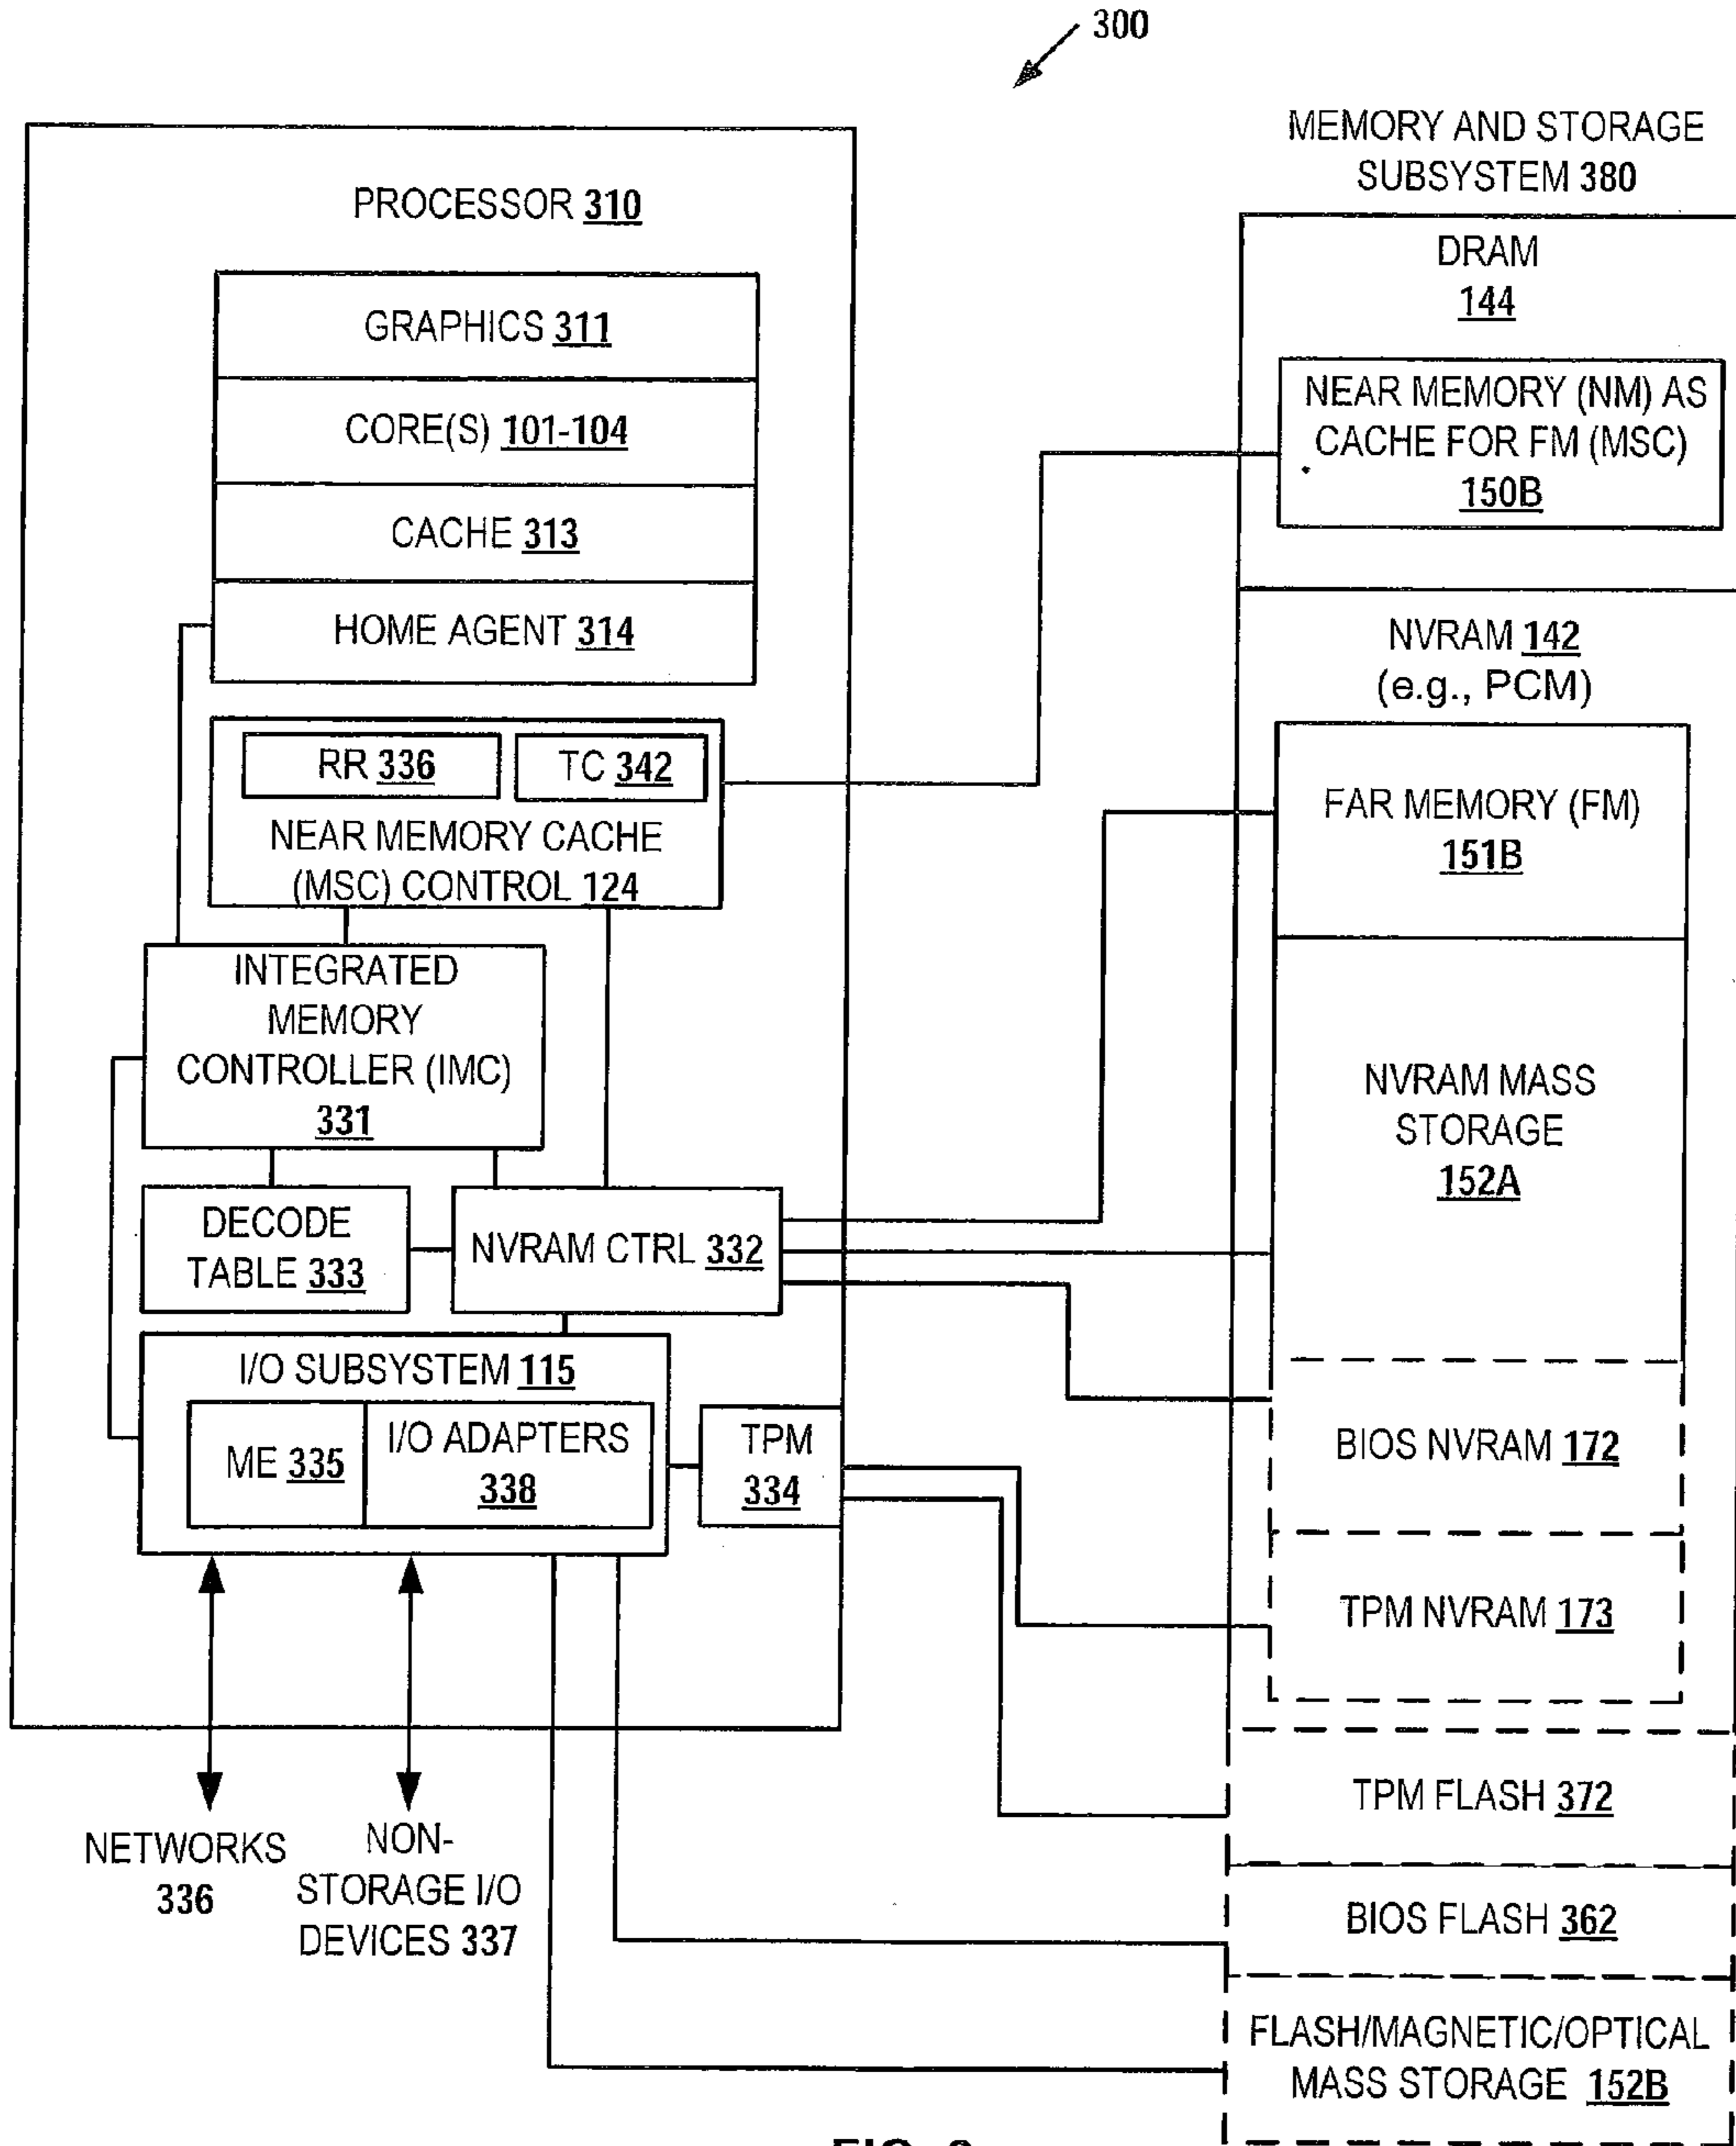 300
MEMORY AND STORAGE
SUBSYSTEM 380
PROCESSOR 310
GRAPHICS 311
CORE(S) 101-104
CACHE 313
HOME AGENT 314
RR 336
TC 342
NEAR MEMORY CACHE
(MSC) CONTROL 124
INTEGRATED
MEMORY
CONTROLLER (IMC)
331
DECODE
TABLE 333
NVRAM CTRL 332
I/O SUBSYSTEM 115
ME 335
I/O ADAPTERS
338
TPM
334
NETWORKS
336
NON-
STORAGE I/O
DEVICES 337
DRAM
144
NEAR MEMORY (NM) AS
CACHE FOR FM (MSC)
150B
NVRAM 142
(e.g., PCM)
FAR MEMORY (FM)
151B
NVRAM MASS
STORAGE
152A
BIOS NVRAM 172
TPM NVRAM 173
TPM FLASH 372
BIOS FLASH 362
FLASH/MAGNETIC/OPTICAL
MASS STORAGE 152B